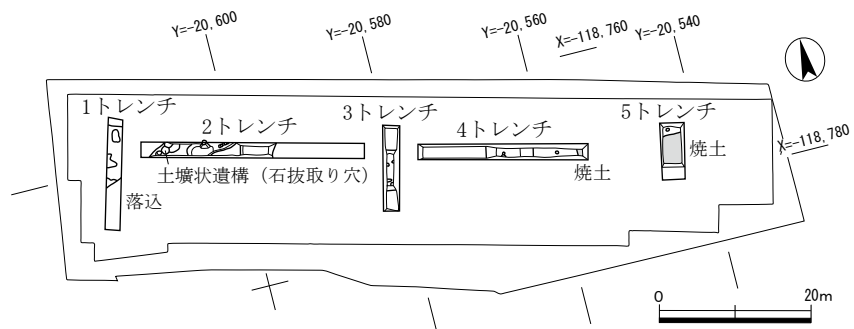 Y=-20,600
Y=-20,580
Y=-20,560
X=-118,760
Y=-20,540
1トレンチ
2トレンチ
3トレンチ
4トレンチ
5トレンチ
X=-118,780
土壙状遺構（石抜取り穴）
焼土
焼土
落込
0
20m